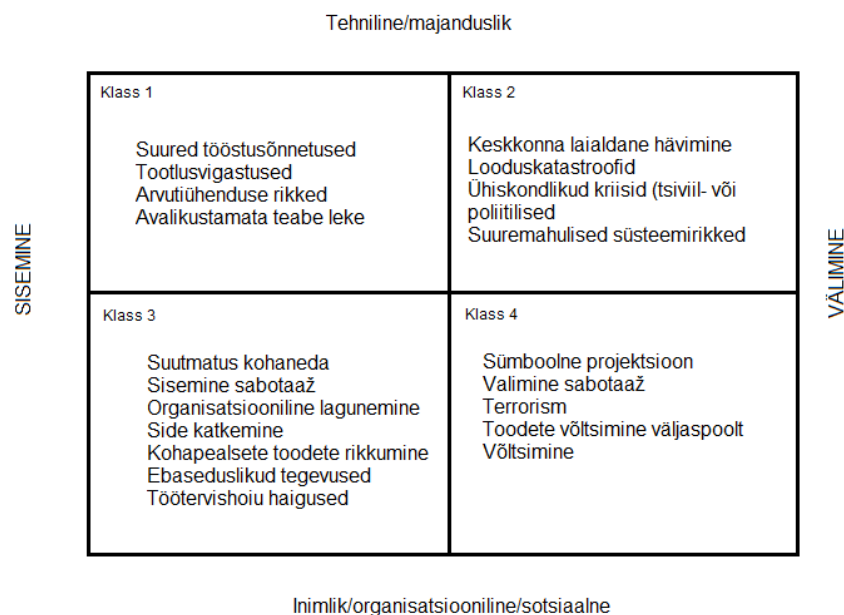 Tehniline/majanduslik
Klass 1
Suured tööstusõnnetused
Tootlusvigastused
Arvutiühenduse rikked
Avalikustamata teabe leke
Klass 2
Keskkonna laialdane hävimine
Looduskatastroofid
Ühiskondlikud kriisid (tsiviil- või
poliitilised
Suuremahulised süsteemirikked
SISEMINE
VÄLIMINE
Klass 3
Suutmatus kohaneda
Sisemine sabotaaž
Organisatsiooniline lagunemine
Side katkemine
Kohapealsete toodete rikkumine
Ebaseduslikud tegevused
Töötervishoiu haigused
Klass 4
Sümboolne projektsioon
Valimine sabotaaž
Terrorism
Toodete võltsimine väljaspoolt
Võltsimine
Inimlik/organisatsiooniline/sotsiaalne